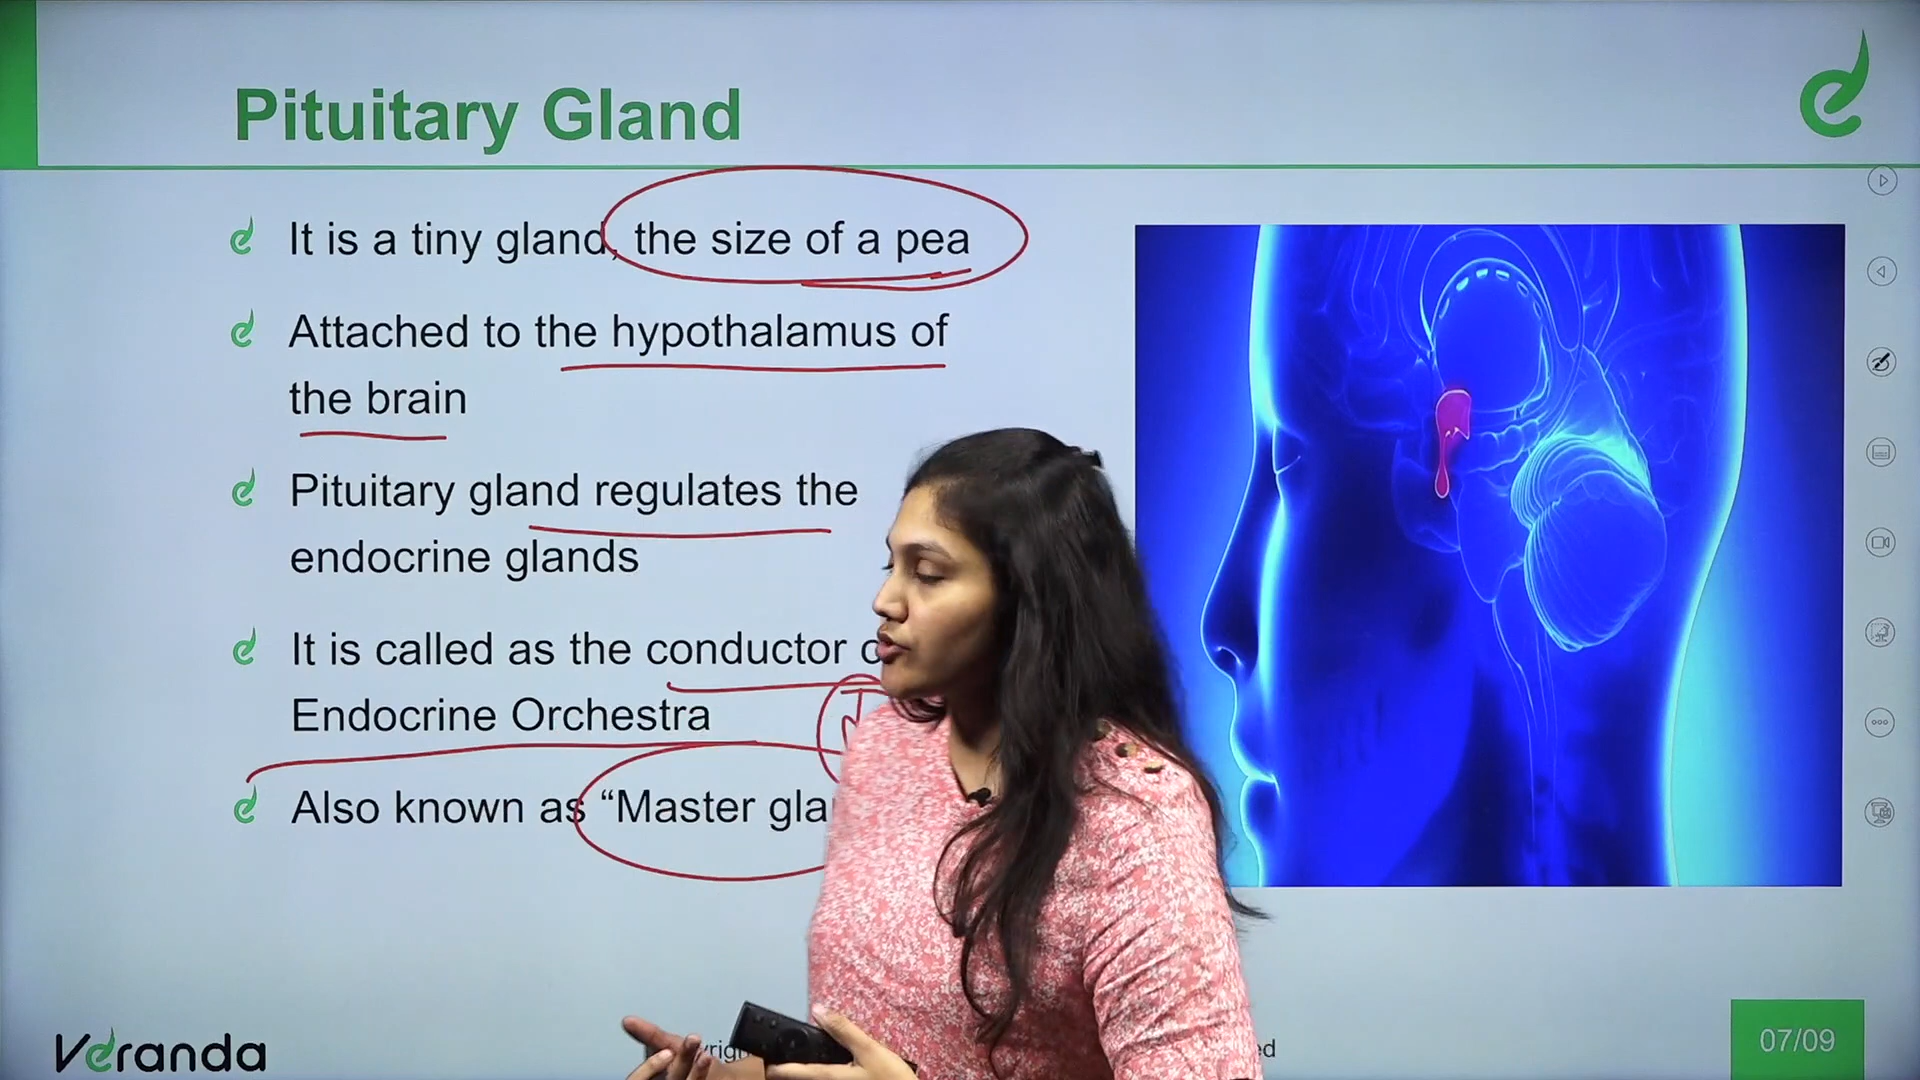 Pituitary Gland
It is a tiny gland, the size of a pea
Attached to the hypothalamus of
the brain
Pituitary gland regulates the
endocrine glands
It is called as the conductor
Endocrine Orchestra
Also known as “Master
Veranda
07/09